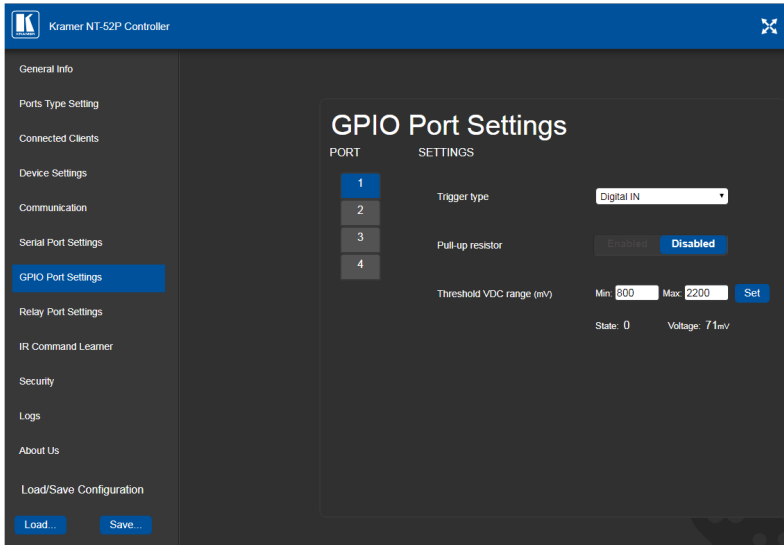 Kramer NT-52P Controller
General Info
Ports Type Setting
Connected Clients
Device Settings
Communication
Serial Port Settings
GPIO Port Settings
Relay Port Settings
IR Command Learner
Security
Logs
About Us
Load/Save Configuration
Load... Save...
GPIO Port Settings
PORT SETTINGS
1
2
3
4
Trigger type Digital IN
Pull-up resistor Enabled Disabled
Threshold VDC range (mV) Min: 800 Max: 2200 Set
State: 0 Voltage: 71mV